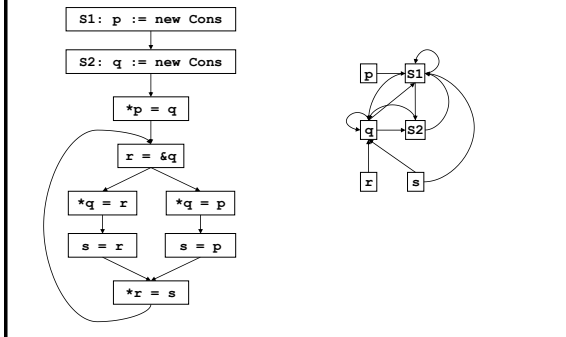 S1: p := new Cons
S2: q := new Cons
*p = q
r = &q
*q = r
*q = p
s = r
s = p
*r = s
p
S1
q
S2
r
s